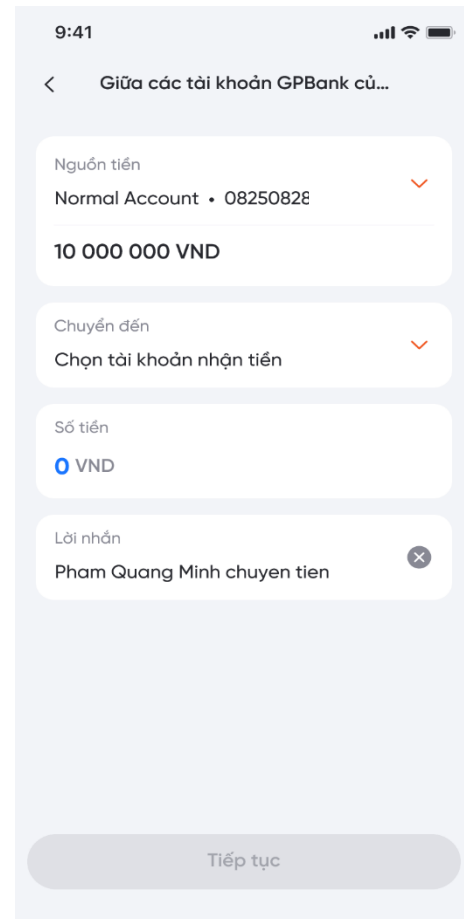 9:41
Giữa các tài khoản GPBank củ...
Nguồn tiền
Normal Account • 08250828
10 000 000 VND
Chuyển đến
Chọn tài khoản nhận tiền
Số tiền
0 VND
Lời nhắn
Pham Quang Minh chuyen tien
Tiếp tục